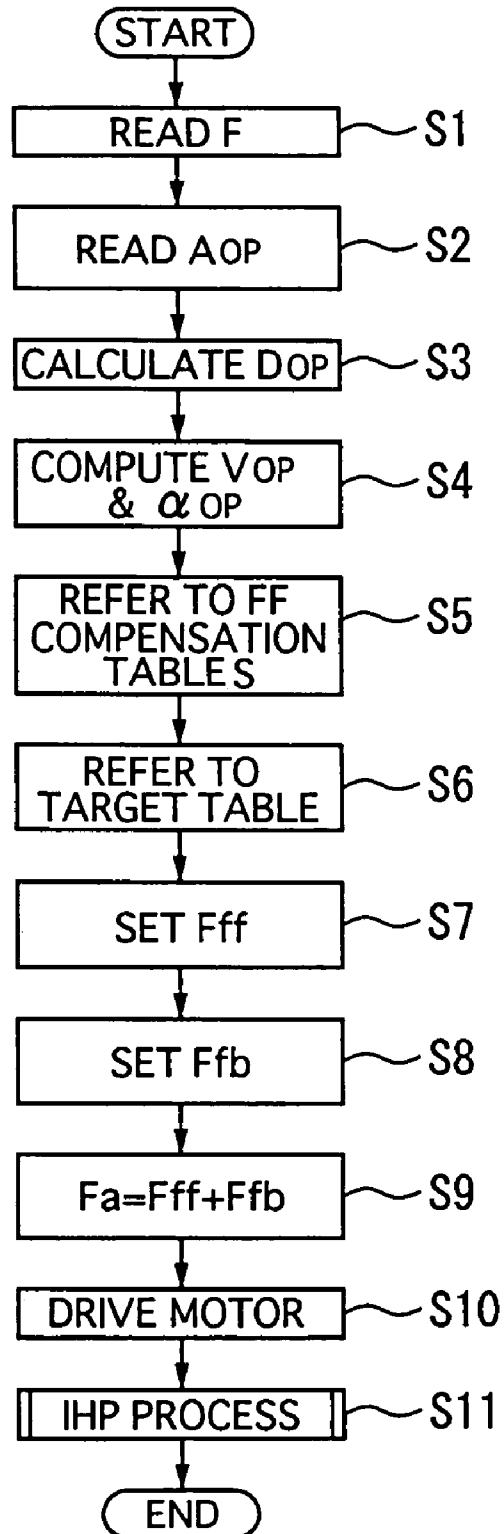 START
READ F
S1
READ AOP
S2
CALCULATE DOP
S3
COMPUTE VOP
& αOP
S4
REFER TO FF
COMPENSATION
TABLES
S5
REFER TO
TARGET TABLE
S6
SET Fff
S7
SET Ffb
S8
Fa=Fff+Ffb
S9
DRIVE MOTOR
S10
IHP PROCESS
S11
END